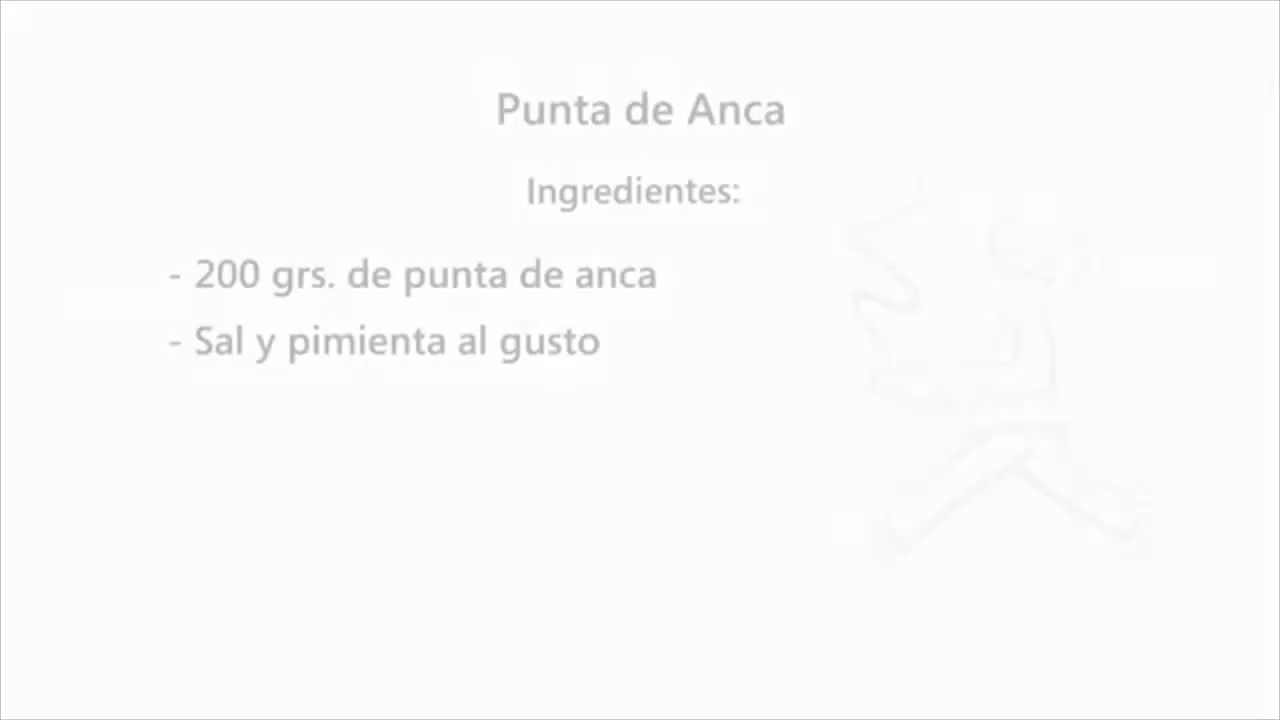 Punta de Anca
Ingredientes:
- 200 grs. de punta de anca
- Sal y pimienta al gusto